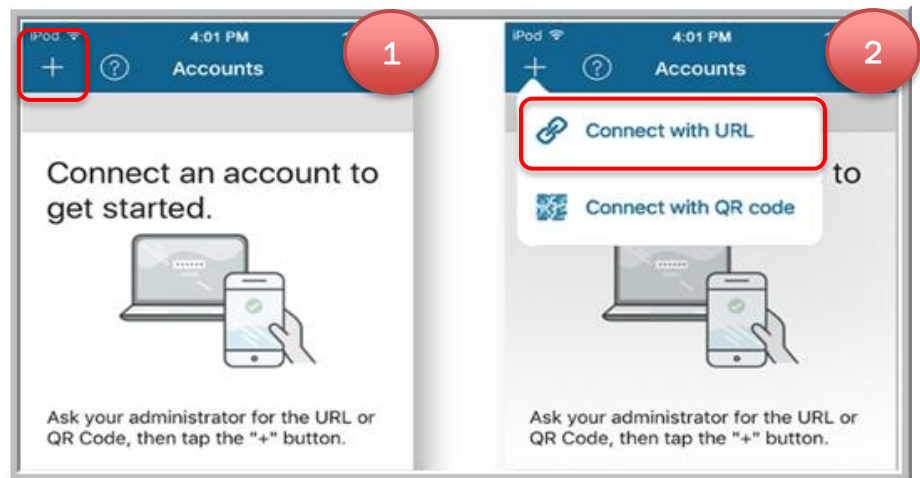 iPod 4:01 PM
+ ? Accounts
1
Connect an account to
get started.
Ask your administrator for the URL or
QR Code, then tap the "+" button.
iPod 4:01 PM
+ ? Accounts
2
Connect with URL
to
Connect with QR code
Ask your administrator for the URL or
QR Code, then tap the "+" button.